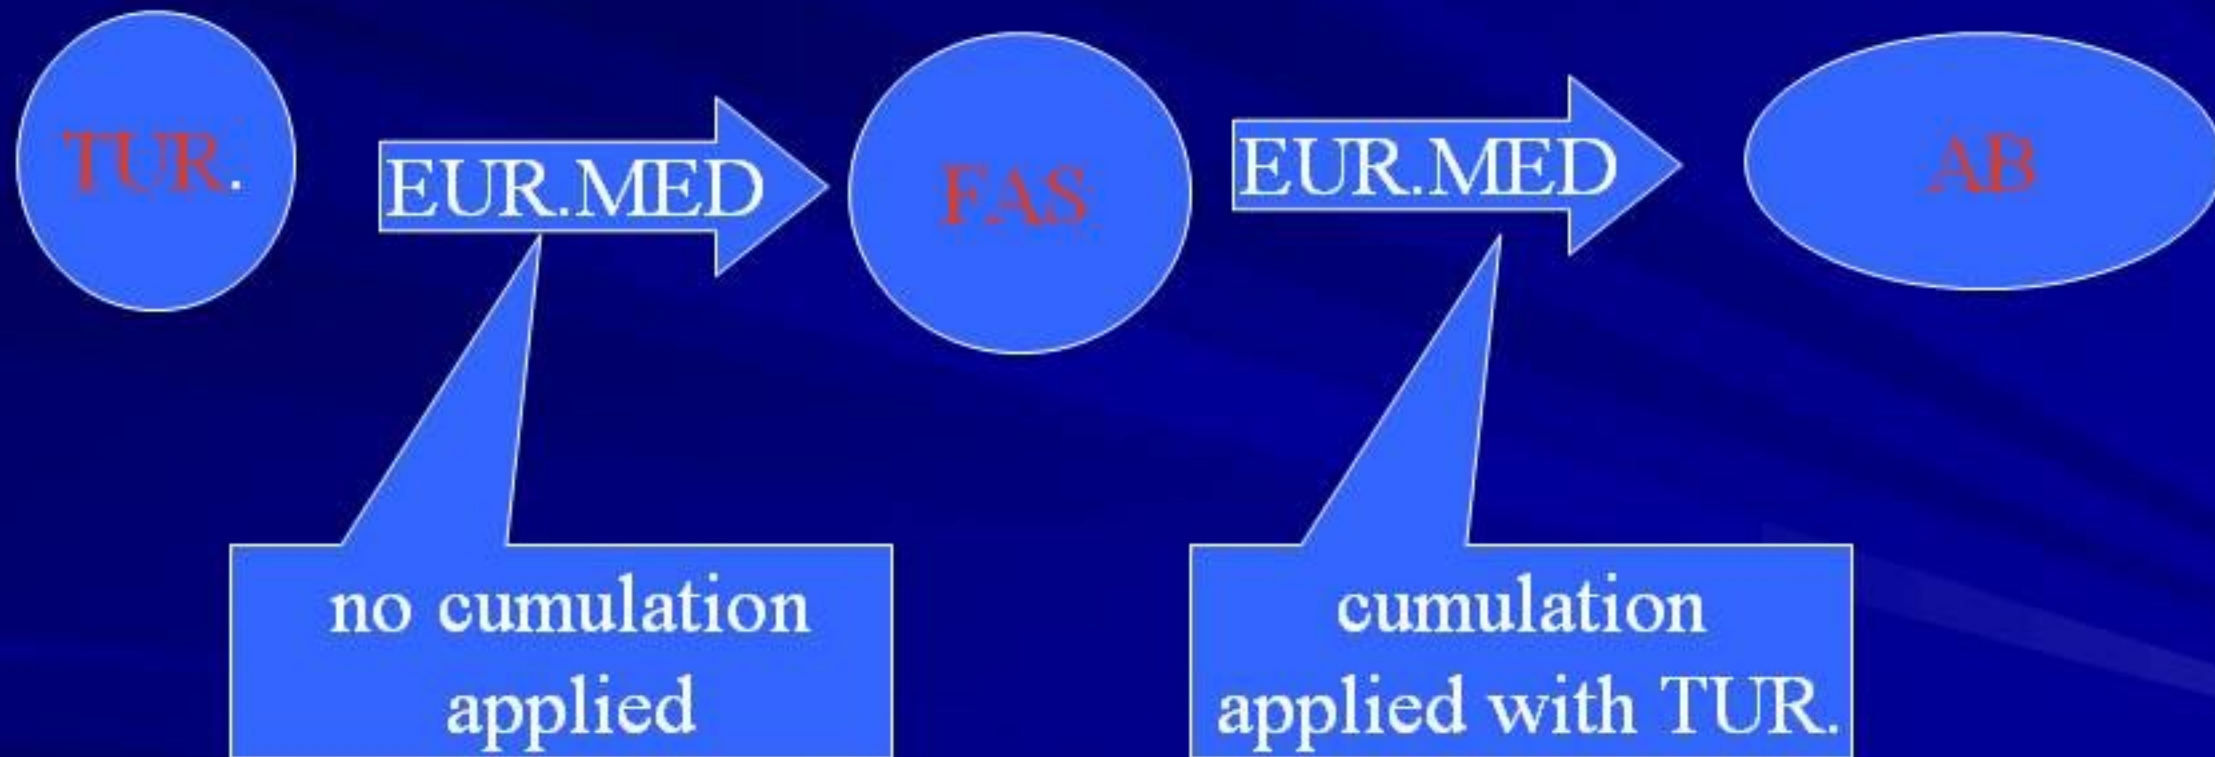 TUR.
EUR.MED
FAS
EUR.MED
AB
no cumulation
applied
cumulation
applied with TUR.